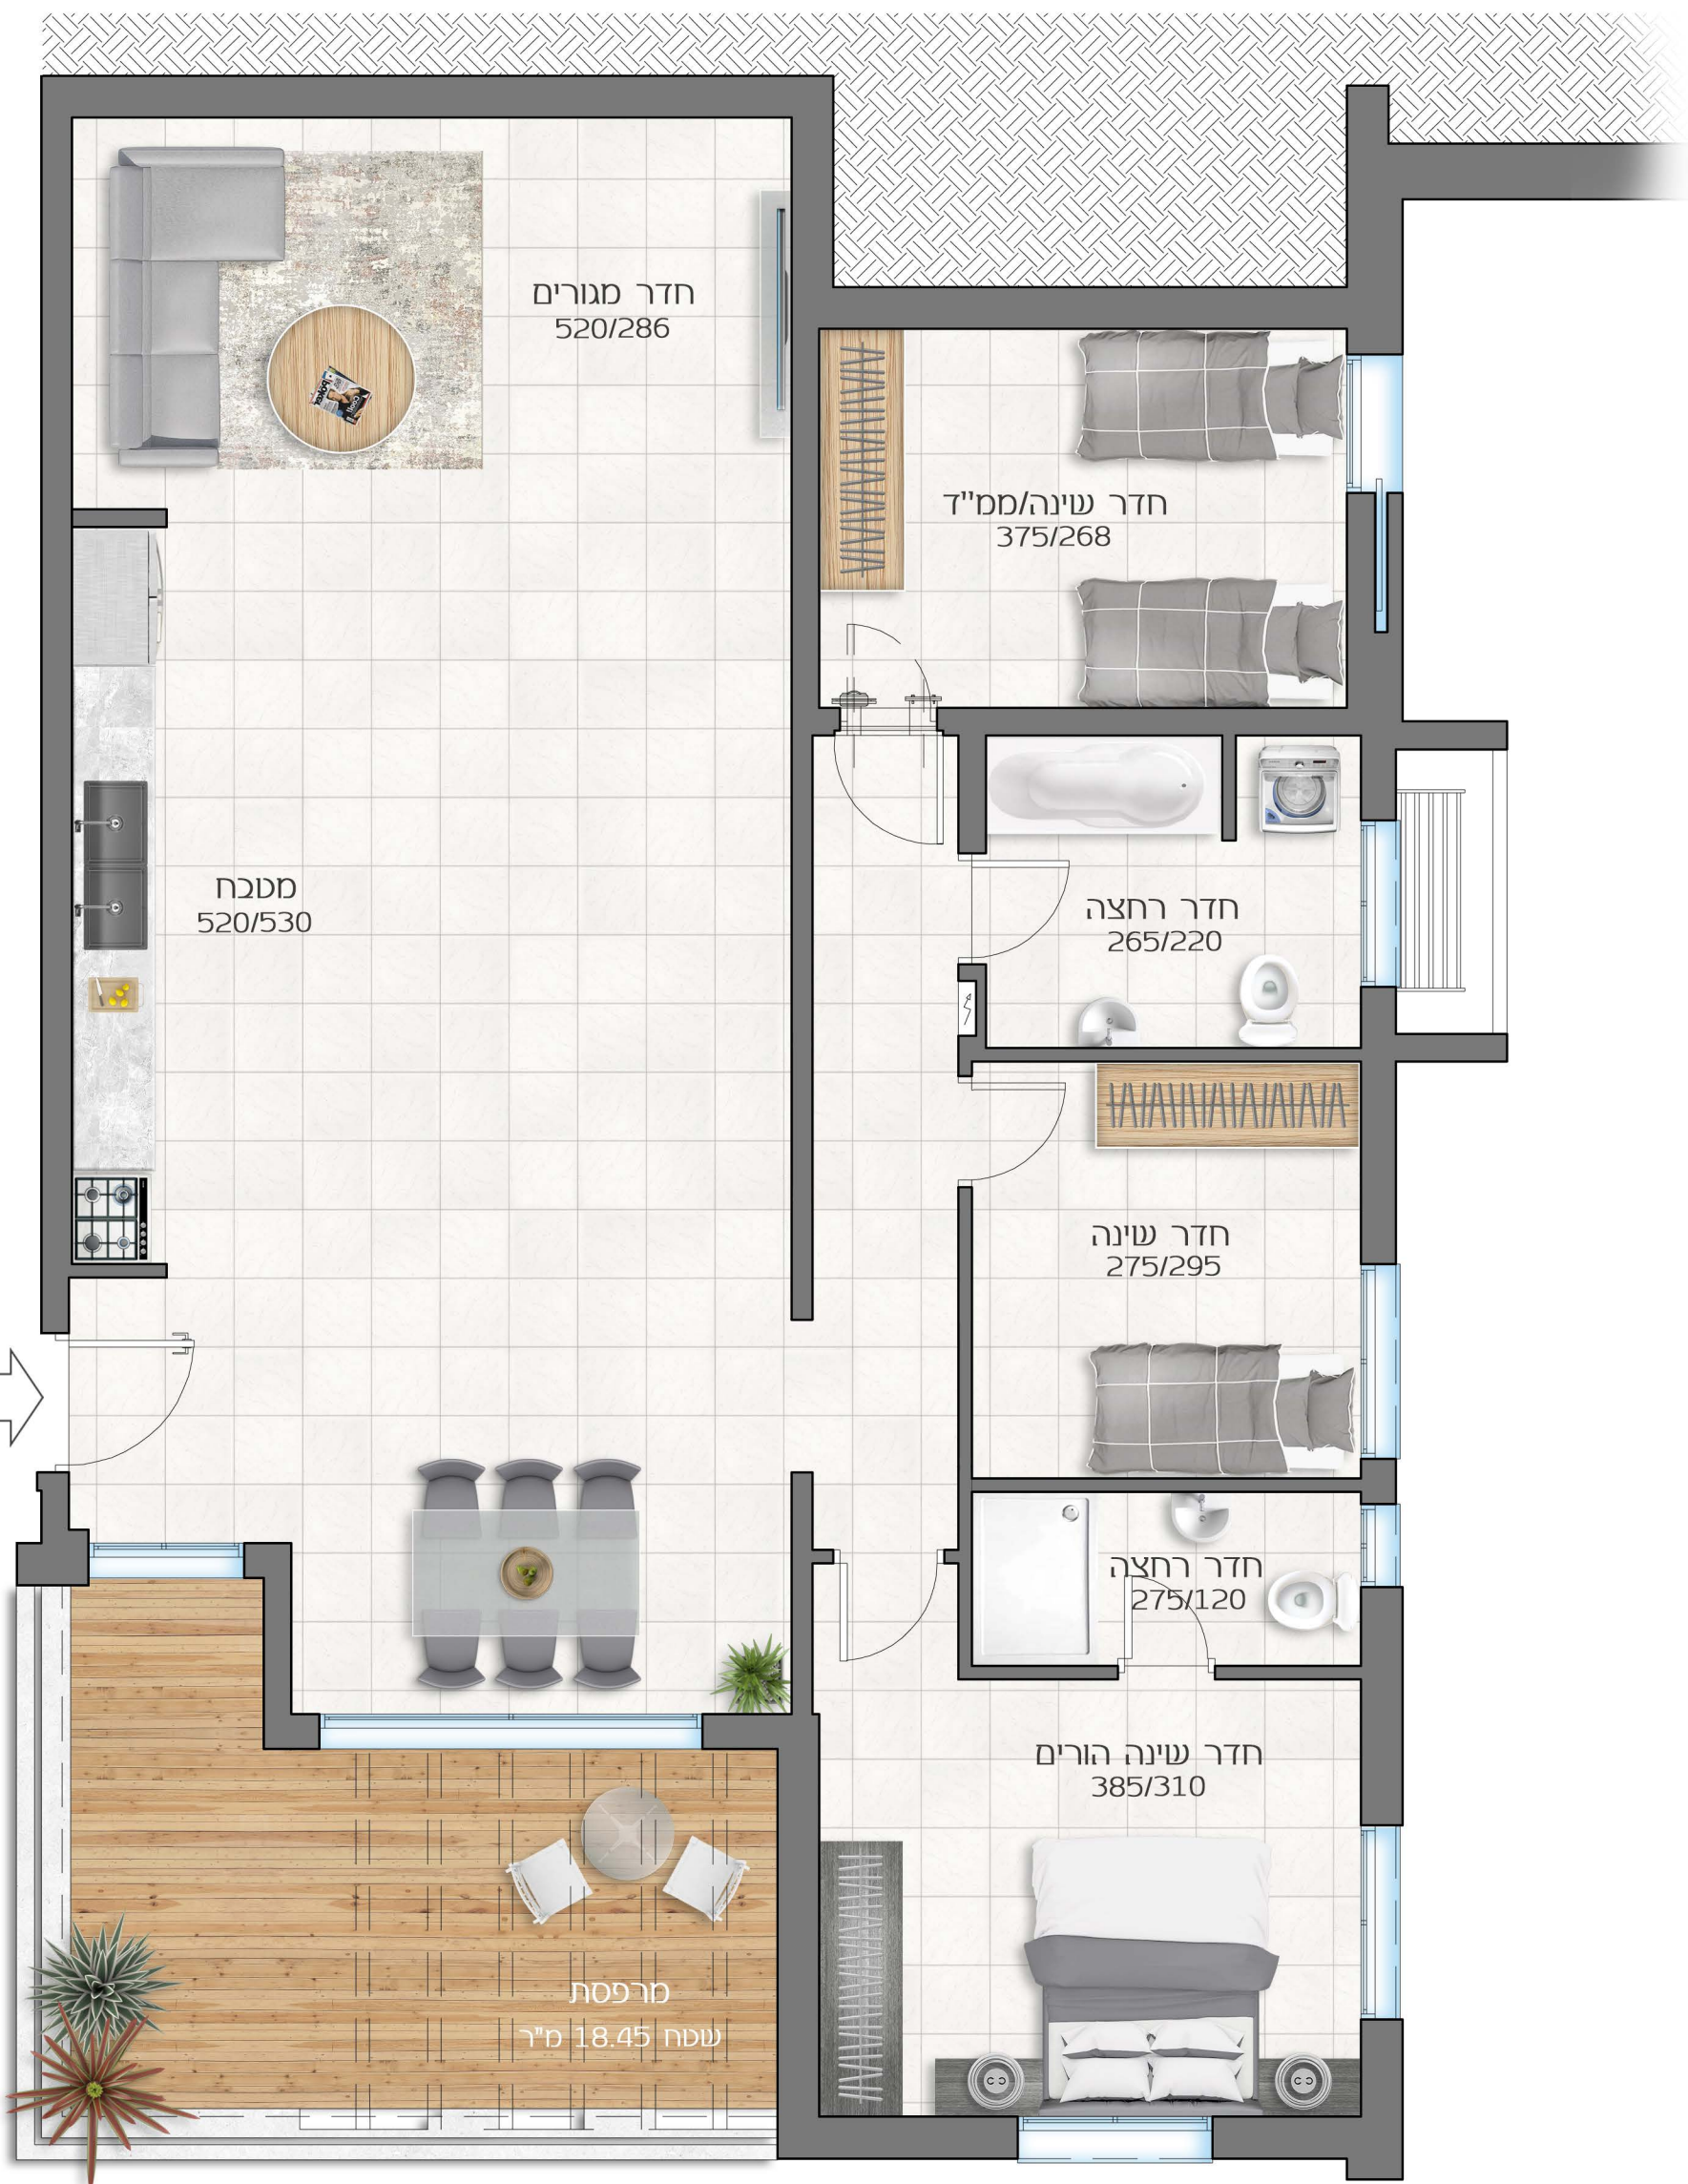 חדר מגורים
520/286
חדר שינה/ממ"ד
375/268
מטבח
520/530
חדר רחצה
265/220
חדר שינה
275/295
חדר רחצה
275/120
חדר שינה הורים
385/310
מרפסת
שטח 18.45 מ"ר